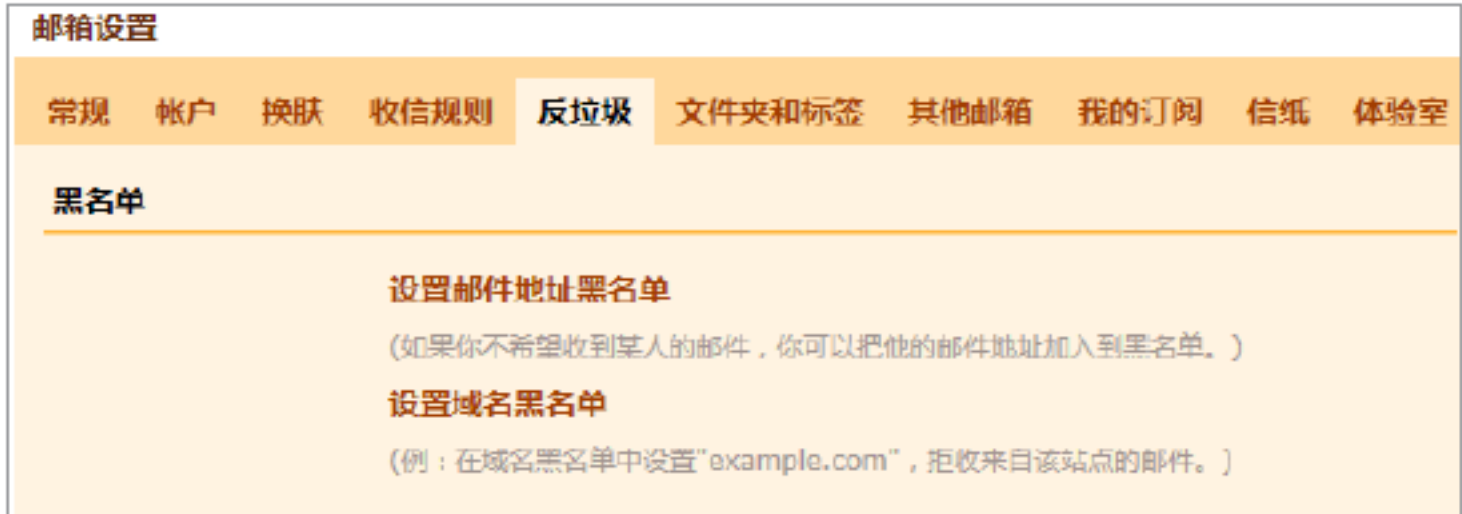 邮箱设置
常规 帐户 换肤 收信规则 反垃圾 文件夹和标签 其他邮箱 我的订阅 信纸 体验室
黑名单
设置邮件地址黑名单
(如果你不希望收到某人的邮件，你可以把他的邮件地址加入到黑名单。)
设置域名黑名单
(例：在域名黑名单中设置"example.com"，拒收来自该站点的邮件。)